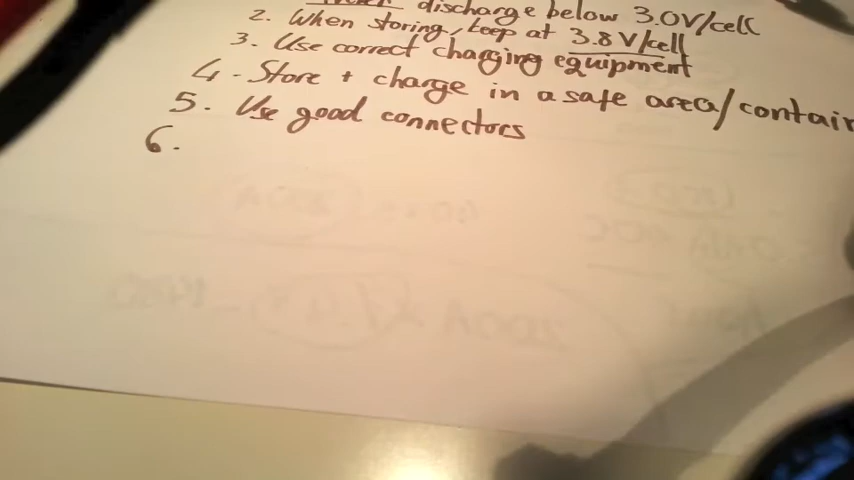 discharge below 3.0V/cell
2. When storing, keep at 3.8V/cell
3. Use correct charging equipment
4. Store + charge in a safe area/contain
5. Use good connectors
6.